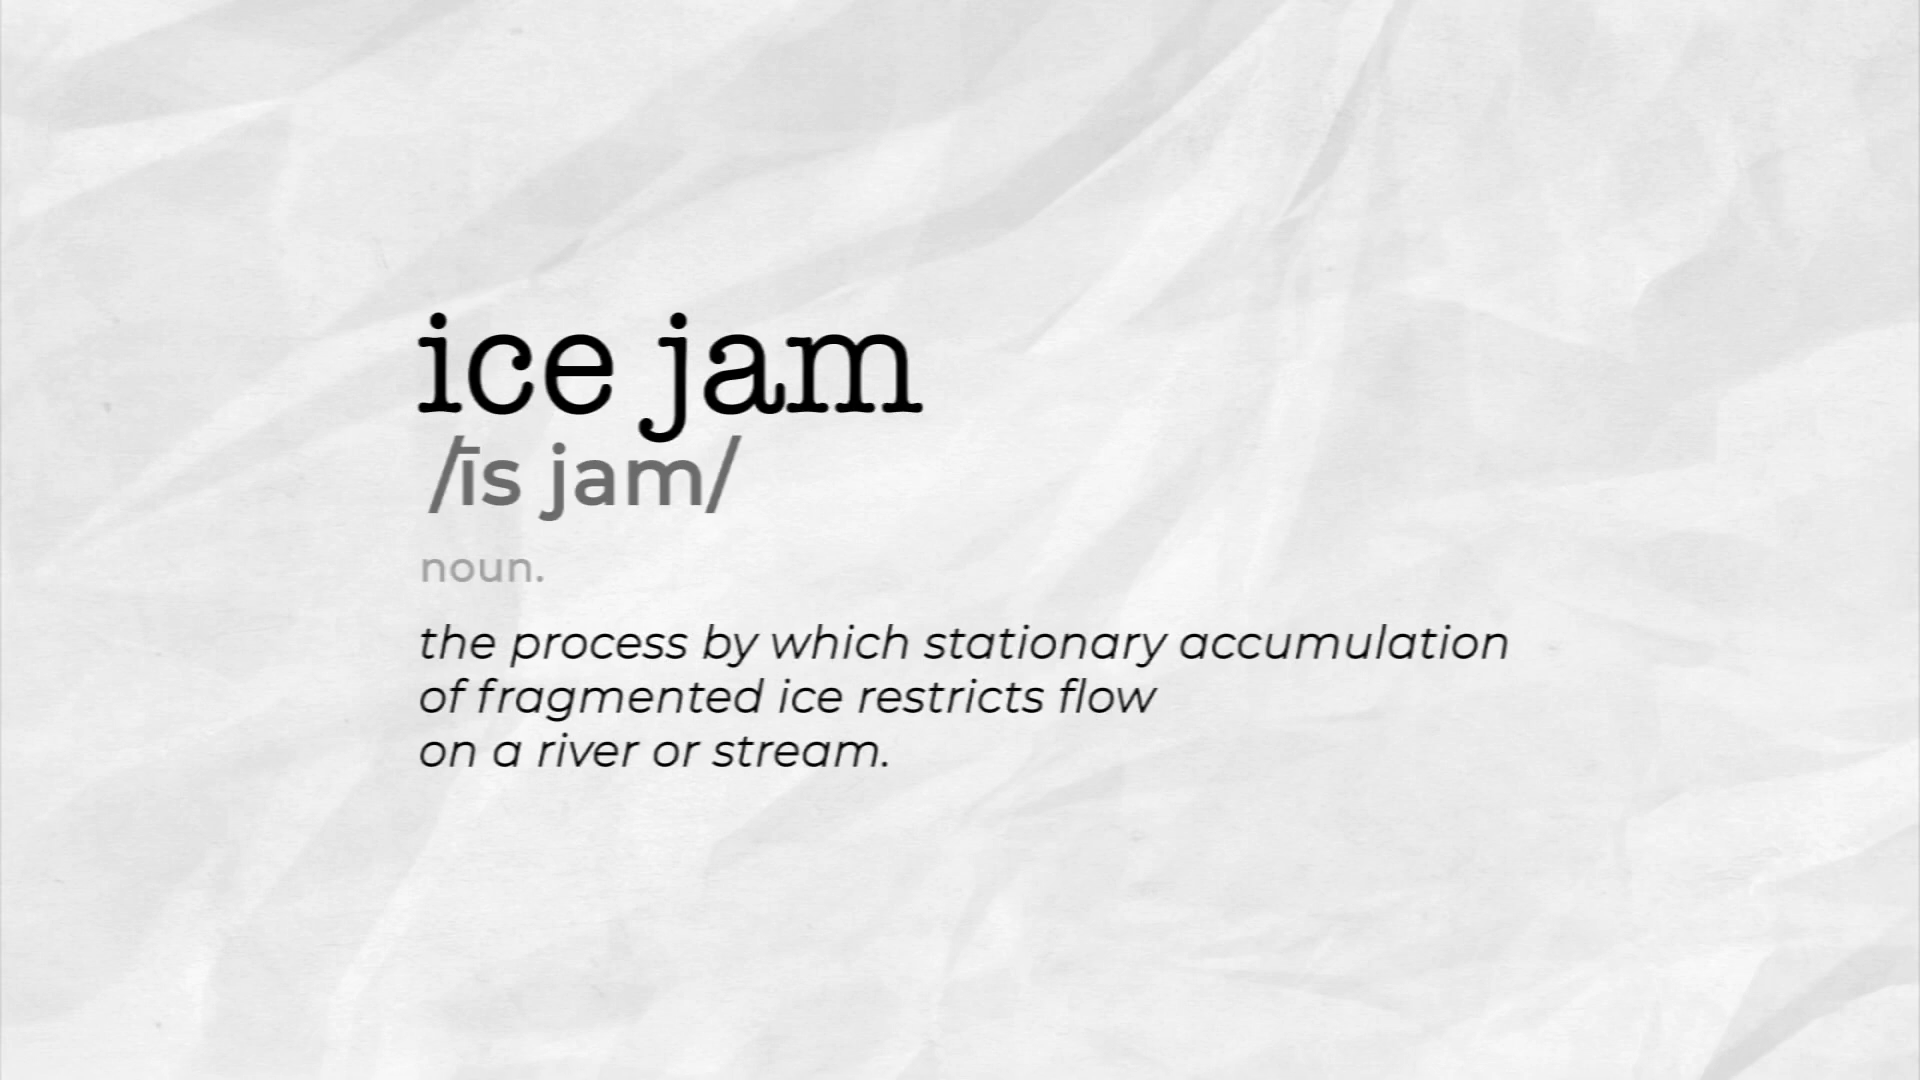 ice jam
/īs jam/
noun.
the process by which stationary accumulation
of fragmented ice restricts flow
on a river or stream.